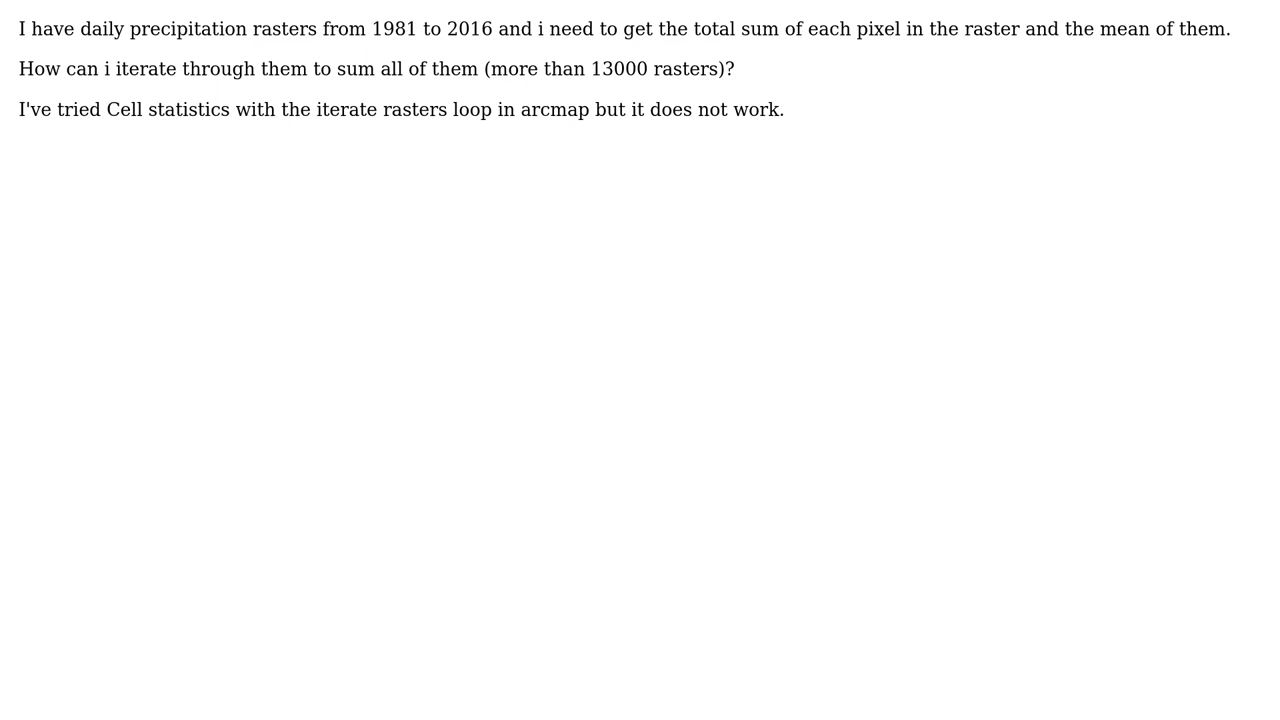 I have daily precipitation rasters from 1981 to 2016 and i need to get the total sum of each pixel in the raster and the mean of them.
How can i iterate through them to sum all of them (more than 13000 rasters)?
I've tried Cell statistics with the iterate rasters loop in arcmap but it does not work.